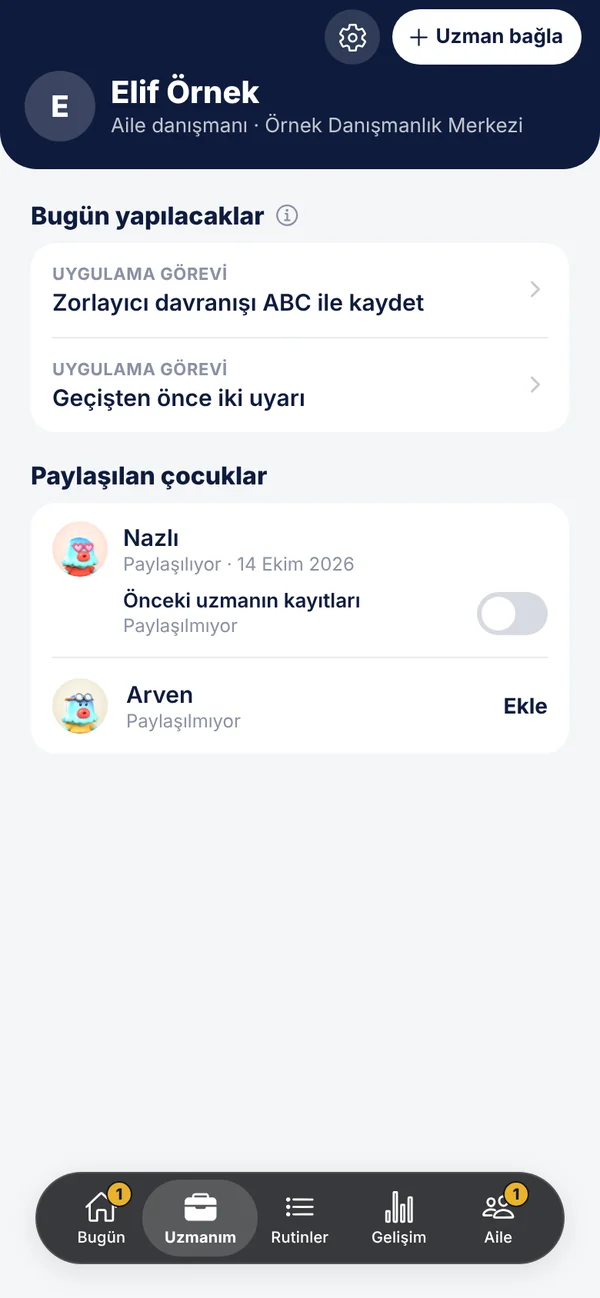 + Uzman bağla
E
Elif Örnek
Aile danışmanı · Örnek Danışmanlık Merkezi
Bugün yapılacaklar
UYGULAMA GÖREVİ
Zorlayıcı davranışı ABC ile kaydet
UYGULAMA GÖREVİ
Geçişten önce iki uyarı
Paylaşılan çocuklar
Nazlı
Paylaşılıyor · 14 Ekim 2026
Önceki uzmanın kayıtları
Paylaşılmıyor
Arven
Paylaşılmıyor
Ekle
1
Bugün
Uzmanım
Rutinler
Gelişim
1
Aile